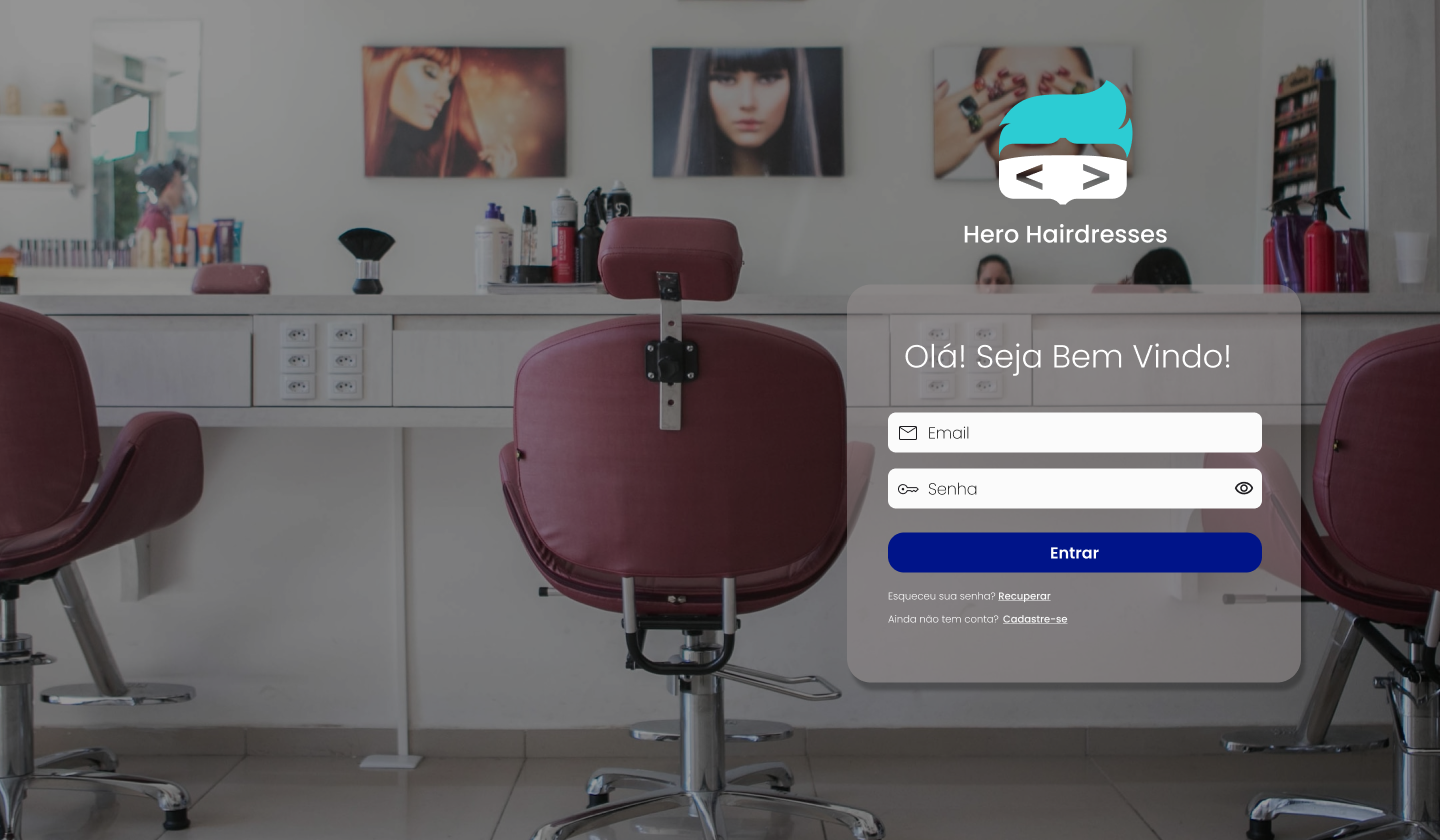 Hero Hairdresses
Olá! Seja Bem Vindo!
Email
Senha
Entrar
Esqueceu sua senha? Recuperar
Ainda não tem conta? Cadastre-se